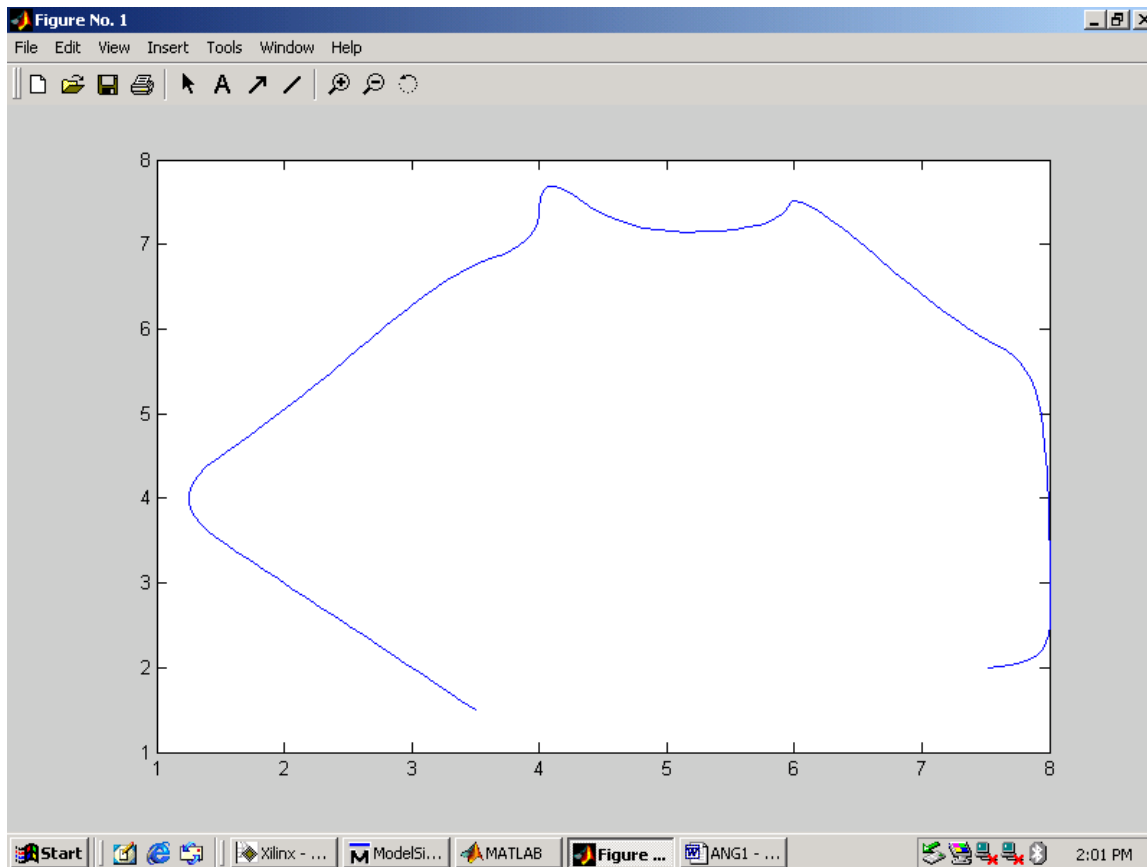 Figure No. 1
File Edit View Insert Tools Window Help
A
8
7
6
5
4
3
2
1
1 2 3 4 5 6 7 8
Start Xilinx - ... ModelSi... MATLAB Figure ... ANG1 - ... 2:01 PM